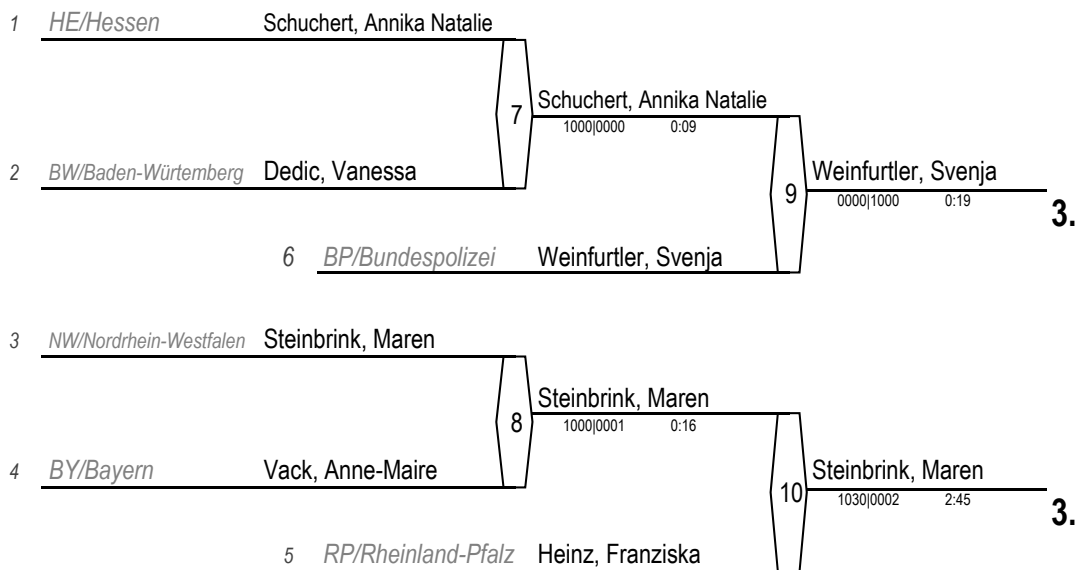 1 HE/Hessen Schuchert, Annika Natalie
7 Schuchert, Annika Natalie
1000|0000 0:09
2 BW/Baden-Würtemberg Dedic, Vanessa
9 Weinfurtler, Svenja
0000|1000 0:19
3.
6 BP/Bundespolizei Weinfurtler, Svenja
3 NW/Nordrhein-Westfalen Steinbrink, Maren
8 Steinbrink, Maren
1000|0001 0:16
4 BY/Bayern Vack, Anne-Maire
10 Steinbrink, Maren
1030|0002 2:45
3.
5 RP/Rheinland-Pfalz Heinz, Franziska